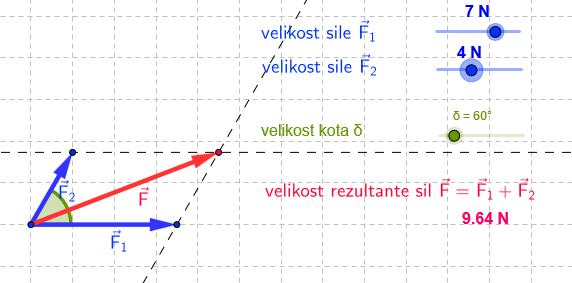 7 N
velikost sile F⃗₁
4 N
velikost sile F⃗₂
δ = 60°
velikost kota δ
F⃗₂
F⃗
velikost rezultante sil F⃗ = F⃗₁ + F⃗₂
9.64 N
F⃗₁